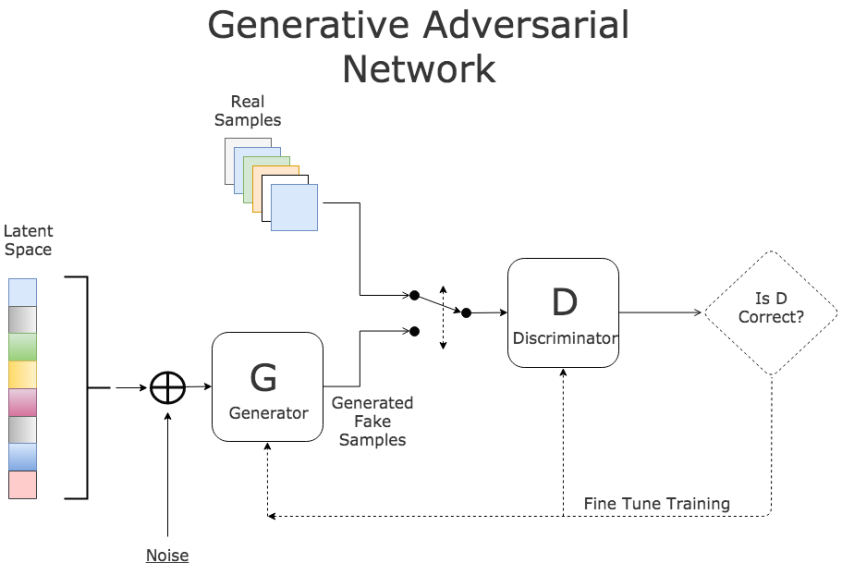 Generative Adversarial
Network
Real
Samples
Latent
Space
D
Discriminator
Is D
Correct?
G
Generator
Generated
Fake
Samples
Fine Tune Training
Noise